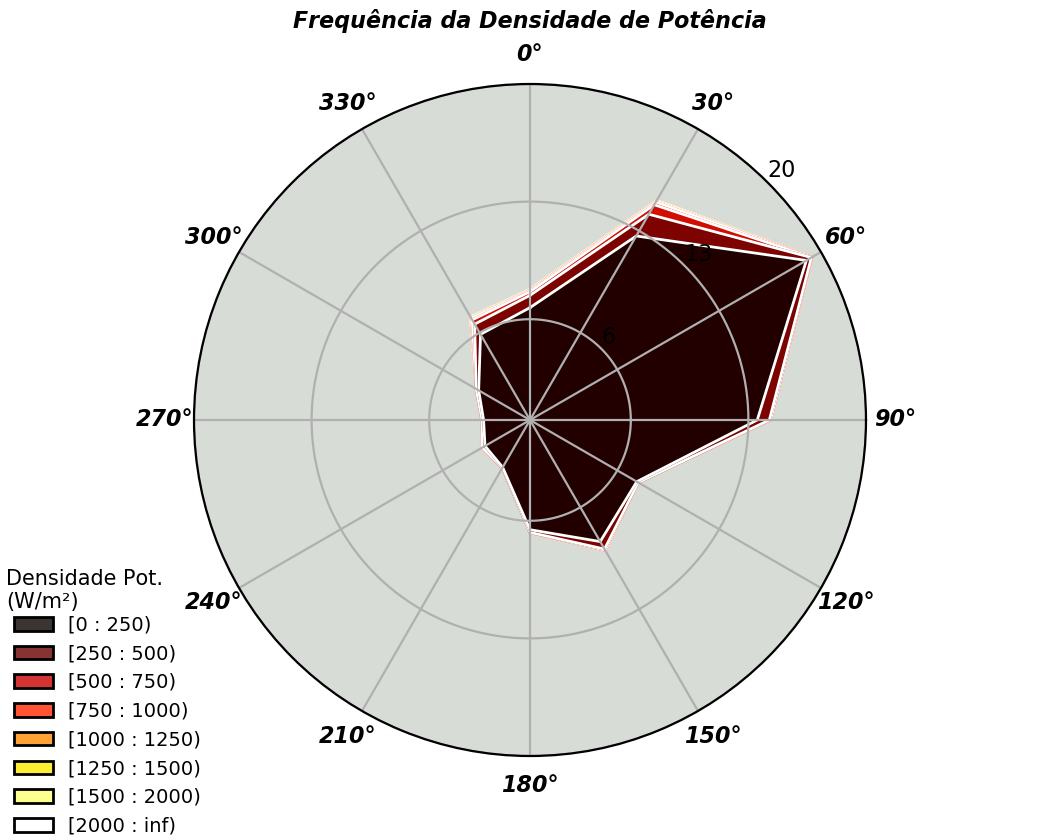 Frequência da Densidade de Potência
0°
330°
30°
20
300°
60°
13
6
270°
90°
Densidade Pot.
(W/m²)
240°
120°
[0 : 250)
[250 : 500)
[500 : 750)
[750 : 1000)
210°
150°
[1000 : 1250)
[1250 : 1500)
180°
[1500 : 2000)
[2000 : inf)